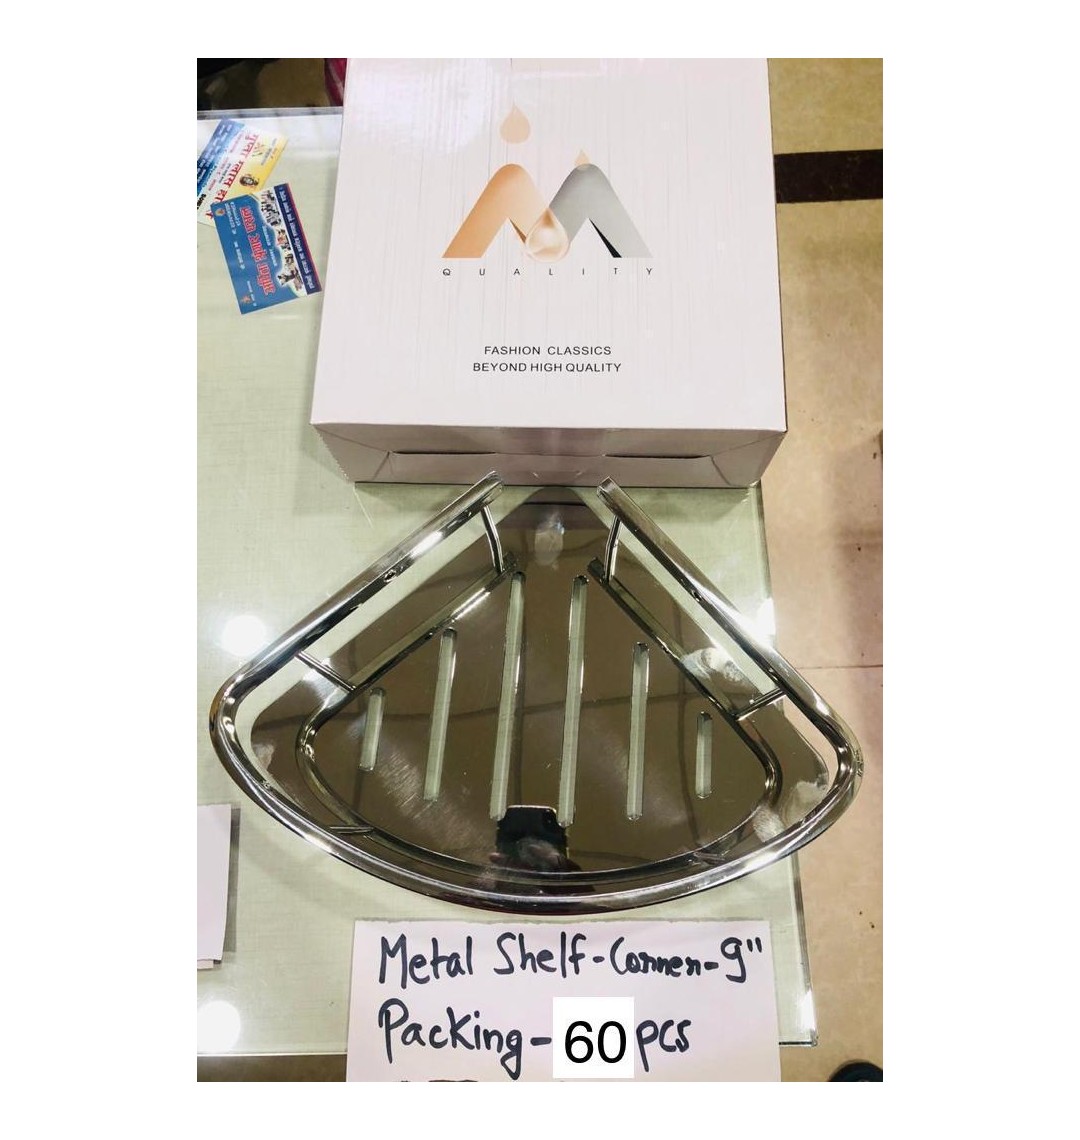 QUALITY
FASHION CLASSICS
BEYOND HIGH QUALITY
Metal Shelf-Corner-9"
Packing-60pcs